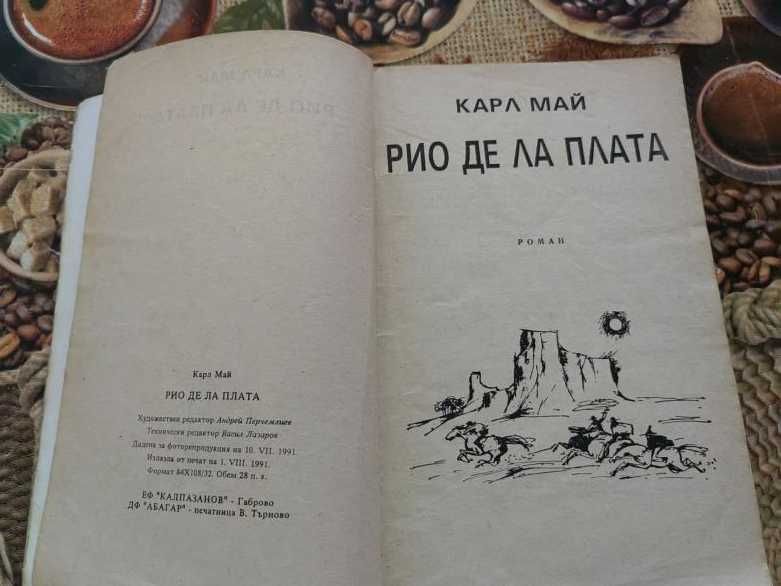 Карл Май
РИО ДЕ ЛА ПЛАТА
Художествен редактор Андрей
Технически редактор Васил Лазаров
Дадена за фоторепродукция на 10. VII. 1991.
Излязла от печат на 1. VIII. 1991.
Формат 84X108/32. Обем 28 п. к.
ЕФ "КАЛПАЗАНОВ" - Габрово
ДФ "АБАГАР" - печатница В. Търново
КАРЛ МАЙ
РИО ДЕ ЛА ПЛАТА
РОМАН